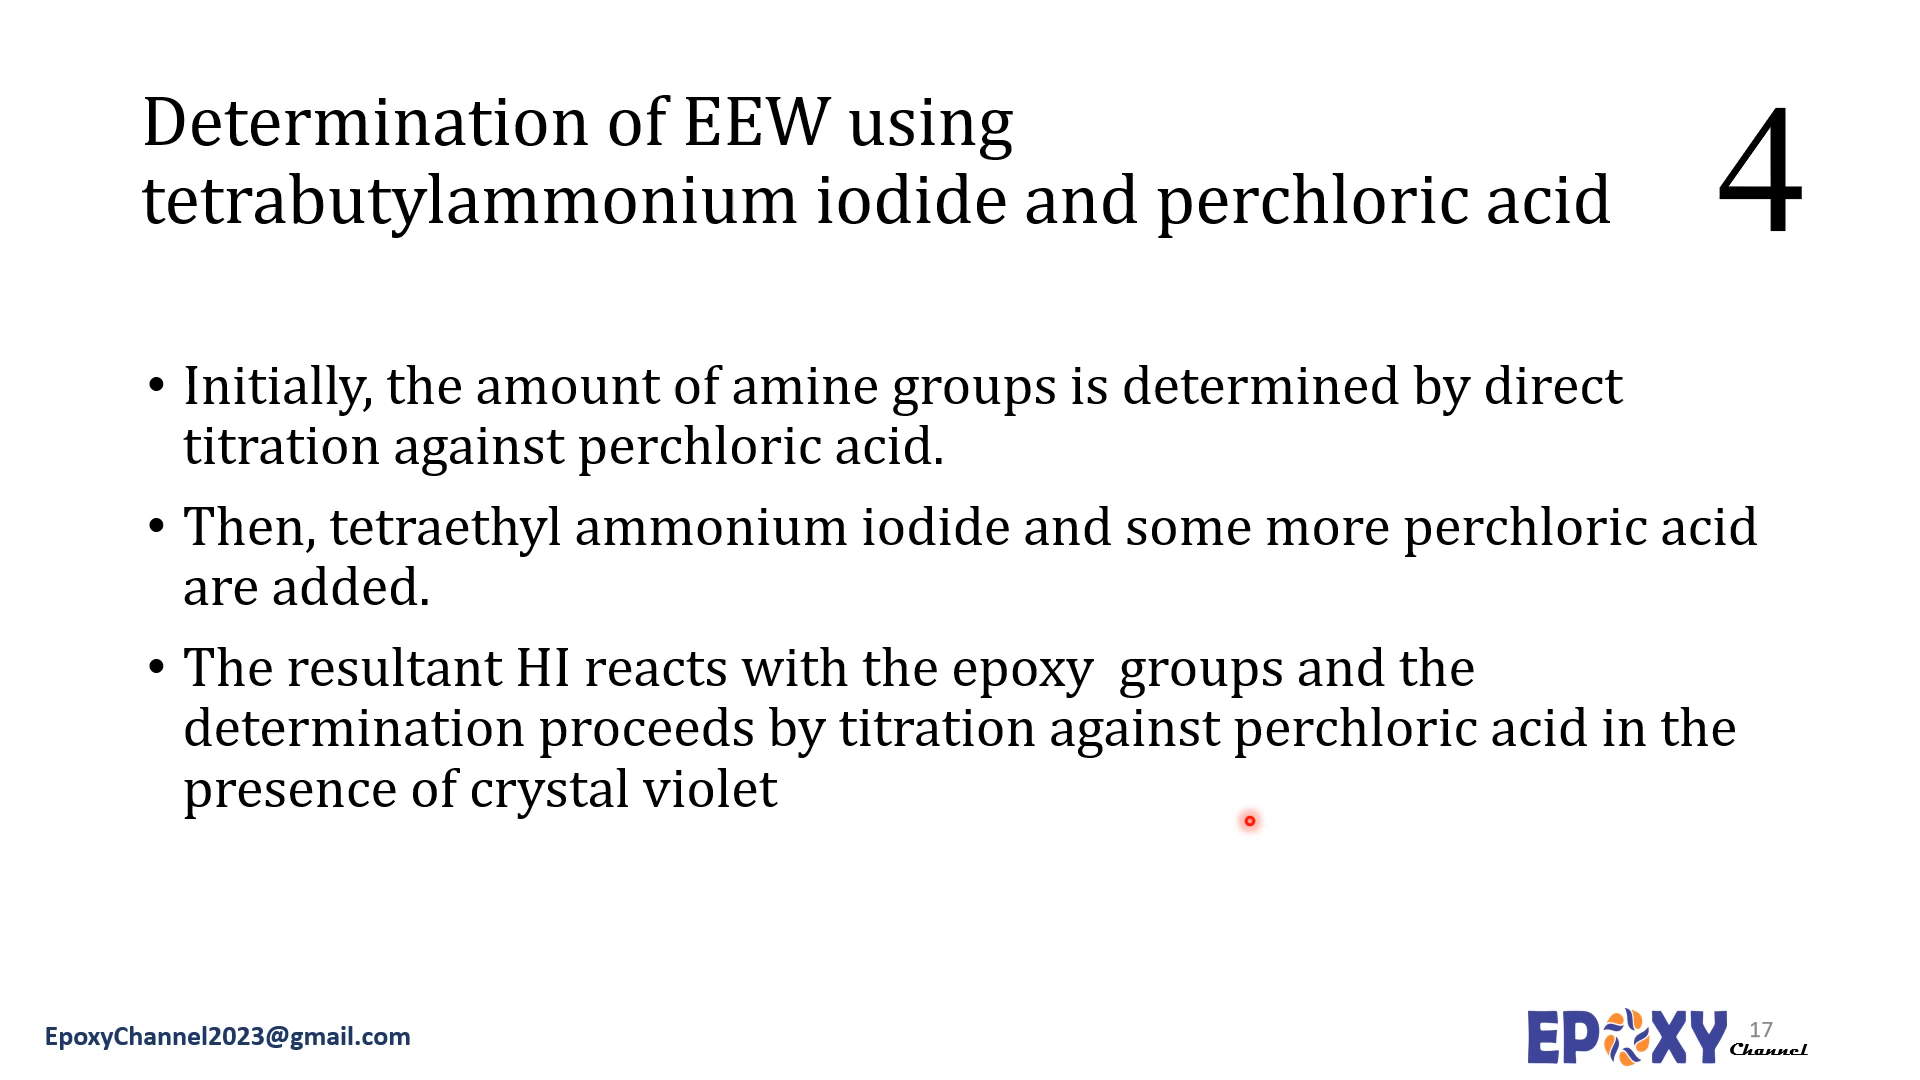 Determination of EEW using
tetrabutylammonium iodide and perchloric acid
4
• Initially, the amount of amine groups is determined by direct
titration against perchloric acid.
• Then, tetraethyl ammonium iodide and some more perchloric acid
are added.
• The resultant HI reacts with the epoxy  groups and the
determination proceeds by titration against perchloric acid in the
presence of crystal violet
EpoxyChannel2023@gmail.com
EPOXY
17
Channel